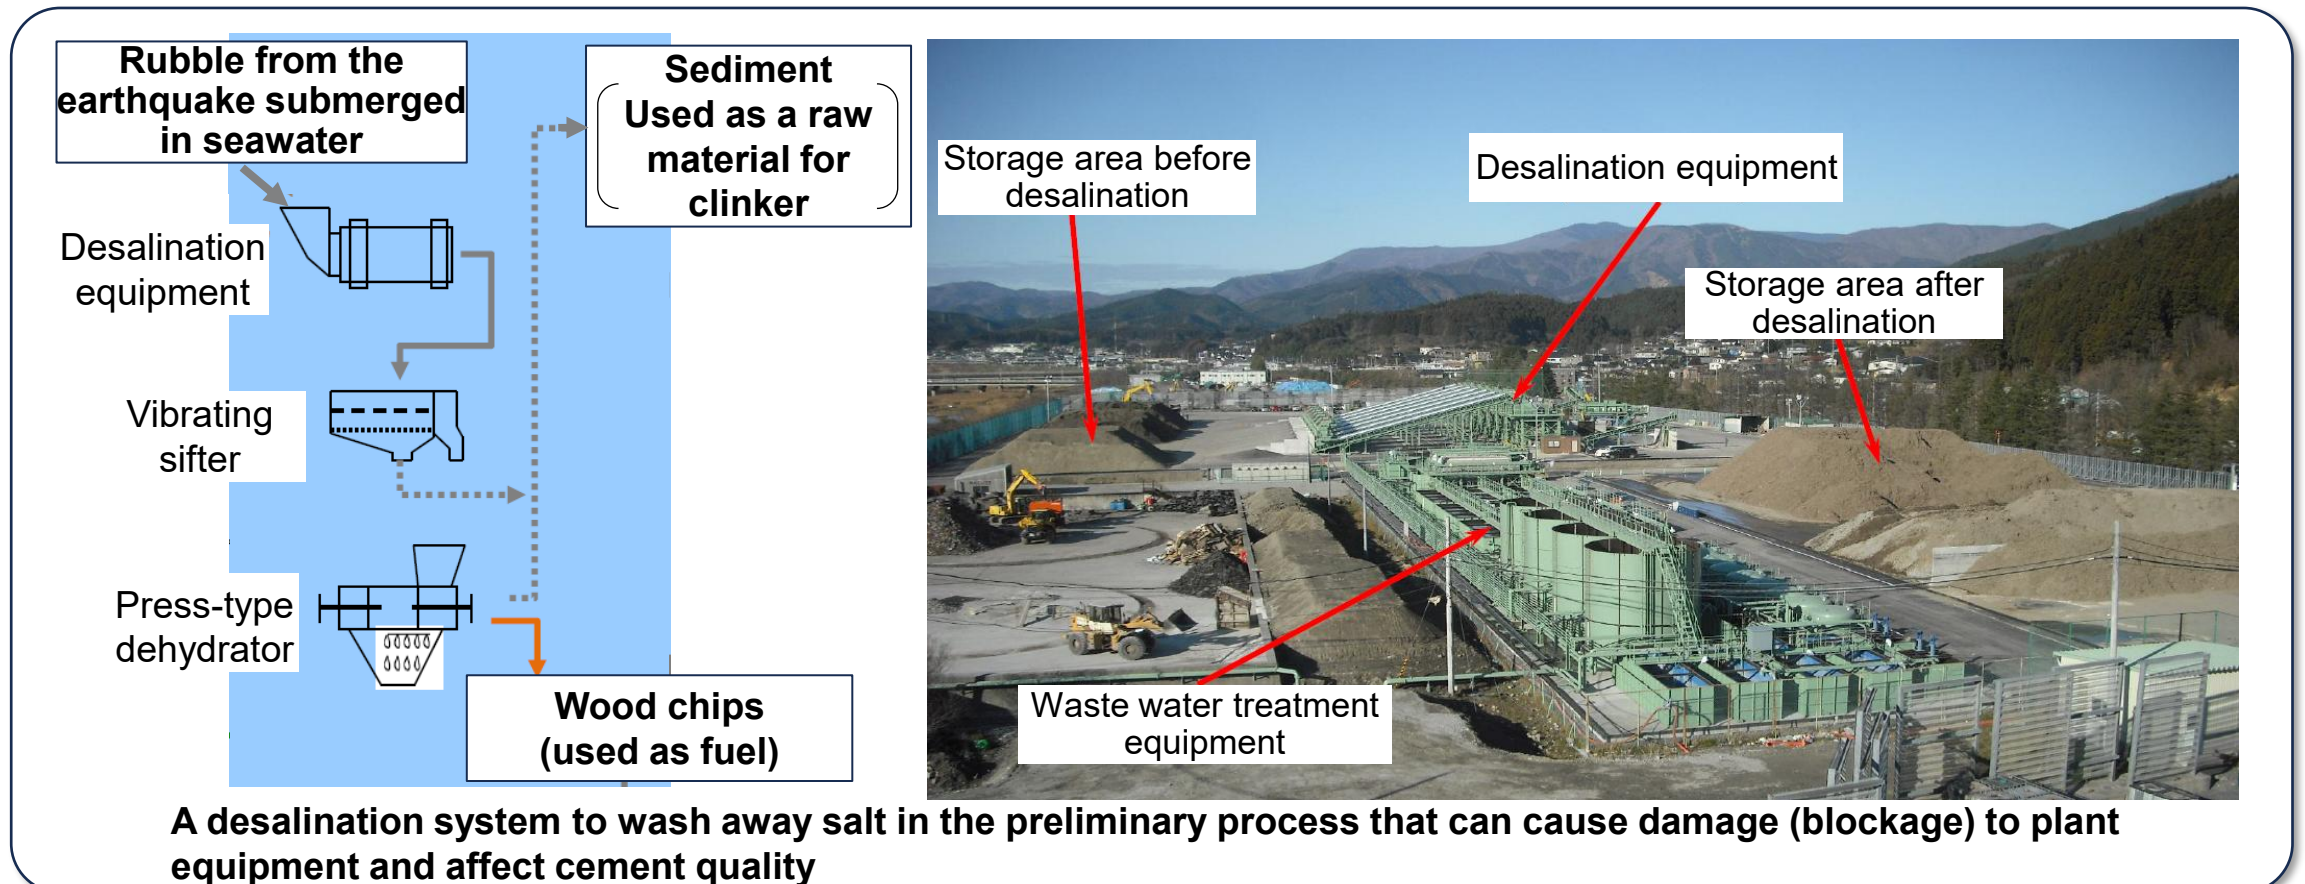 Rubble from the
earthquake submerged
in seawater
Sediment
Used as a raw
material for
clinker
Desalination
equipment
Vibrating
sifter
Press-type
dehydrator
Wood chips
(used as fuel)
Storage area before
desalination
Desalination equipment
Storage area after
desalination
Waste water treatment
equipment
A desalination system to wash away salt in the preliminary process that can cause damage (blockage) to plant
equipment and affect cement quality